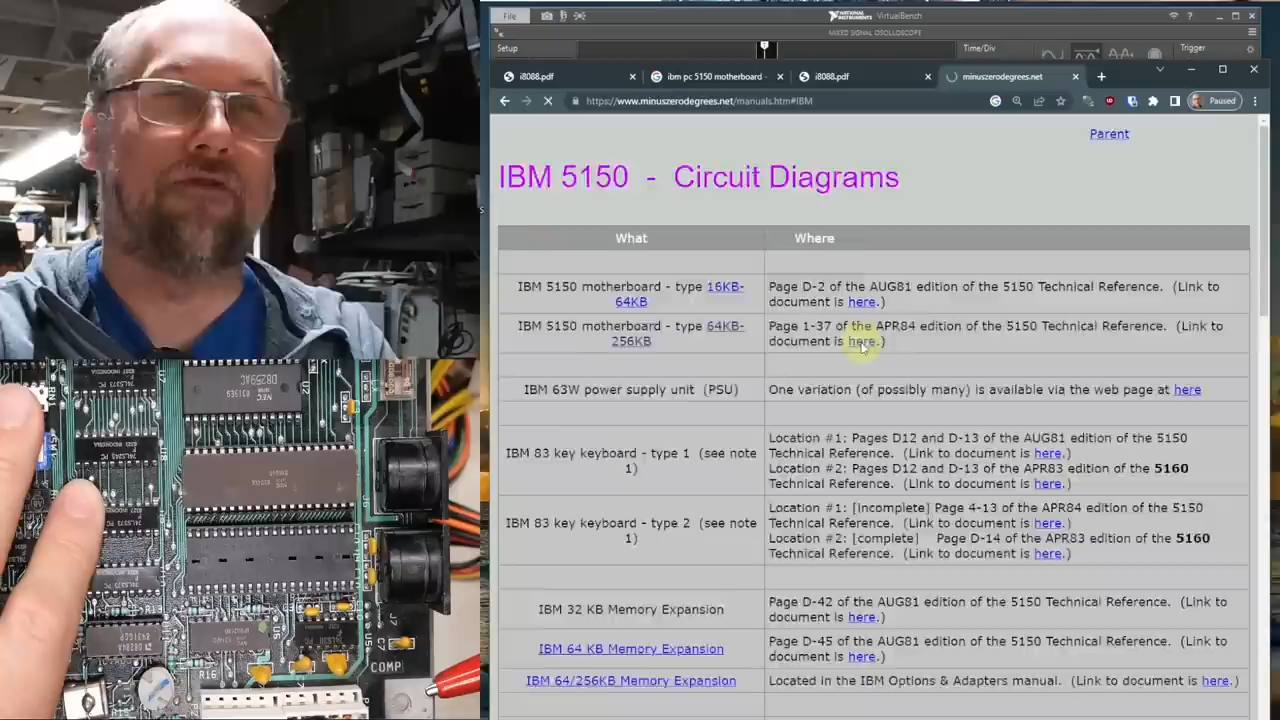 File
NATIONAL INSTRUMENTS VirtualBench
MIXED SIGNAL OSCILLOSCOPE
Setup
Time/Div
Trigger
i8088.pdf
ibm pc 5150 motherboard -
i8088.pdf
minuszerodegrees.net
https://www.minuszerodegrees.net/manuals.htm#IBM
Paused
Parent
IBM 5150 - Circuit Diagrams
What Where
IBM 5150 motherboard - type 16KB-
64KB
Page D-2 of the AUG81 edition of the 5150 Technical Reference. (Link to
document is here.)
IBM 5150 motherboard - type 64KB-
256KB
Page 1-37 of the APR84 edition of the 5150 Technical Reference. (Link to
document is here.)
IBM 63W power supply unit (PSU)
One variation (of possibly many) is available via the web page at here
IBM 83 key keyboard - type 1 (see note
1)
Location #1: Pages D12 and D-13 of the AUG81 edition of the 5150
Technical Reference. (Link to document is here.)
Location #2: Pages D12 and D-13 of the APR83 edition of the 5160
Technical Reference. (Link to document is here.)
IBM 83 key keyboard - type 2 (see note
1)
Location #1: [incomplete] Page 4-13 of the APR84 edition of the 5150
Technical Reference. (Link to document is here.)
Location #2: [complete] Page D-14 of the APR83 edition of the 5160
Technical Reference. (Link to document is here.)
IBM 32 KB Memory Expansion
Page D-42 of the AUG81 edition of the 5150 Technical Reference. (Link to
document is here.)
IBM 64 KB Memory Expansion
Page D-45 of the AUG81 edition of the 5150 Technical Reference. (Link to
document is here.)
IBM 64/256KB Memory Expansion
Located in the IBM Options & Adapters manual. (Link to document is here.)
D8259AC
NEC
U2
R13
R16
J6
J7
U5
U6
COMP